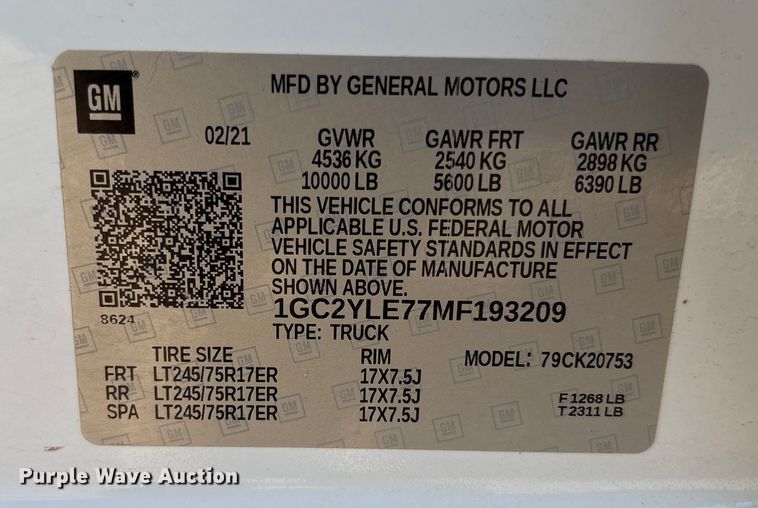 GM
MFD BY GENERAL MOTORS LLC
02/21 GVWR GAWR FRT GAWR RR
4536 KG 2540 KG 2898 KG
10000 LB 5600 LB 6390 LB
THIS VEHICLE CONFORMS TO ALL
APPLICABLE U.S. FEDERAL MOTOR
VEHICLE SAFETY STANDARDS IN EFFECT
ON THE DATE OF MANUFACTURE
SHOWN ABOVE.
8624 1GC2YLE77MF193209
TYPE: TRUCK
TIRE SIZE RIM MODEL: 79CK20753
FRT LT245/75R17ER 17X7.5J
RR LT245/75R17ER 17X7.5J F 1268 LB
SPA LT245/75R17ER 17X7.5J T 2311 LB
Purple Wave Auction